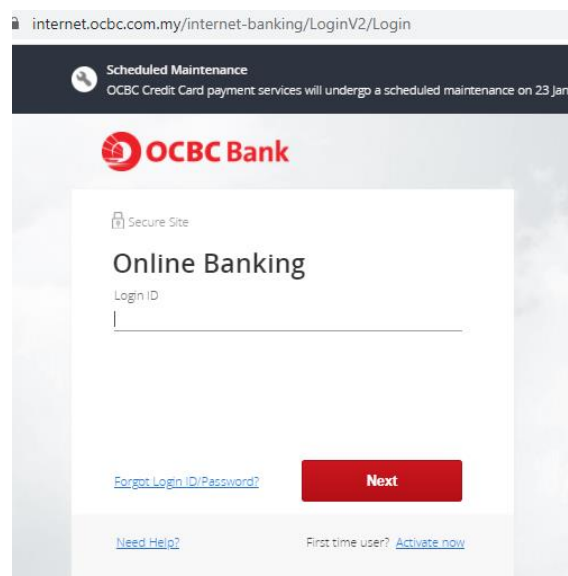 internet.ocbc.com.my/internet-banking/LoginV2/Login
Scheduled Maintenance
OCBC Credit Card payment services will undergo a scheduled maintenance on 23 Jan
OCBC Bank
Secure Site
Online Banking
Login ID
Forgot Login ID/Password? Next
Need Help? First time user? Activate now